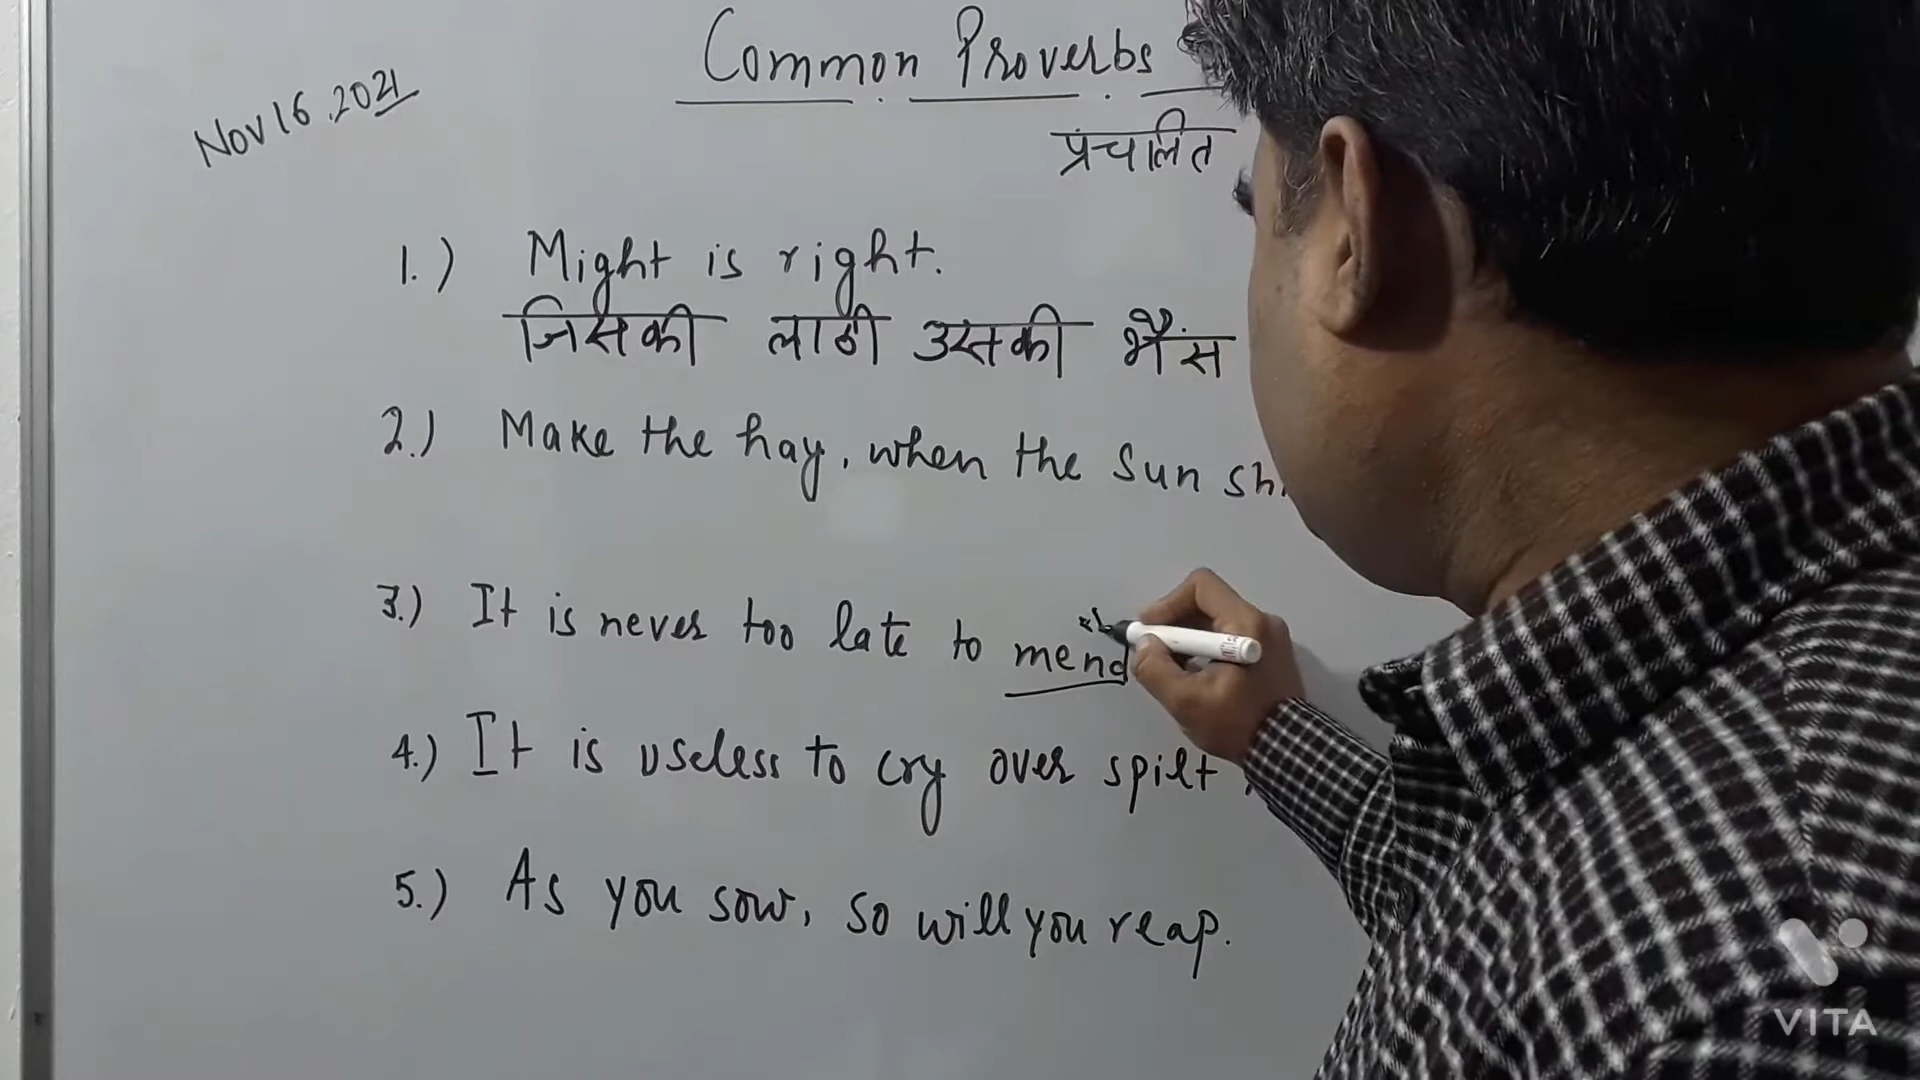 Common Proverbs
Nov 16, 2021
प्रचलित
1.) Might is right.
जिसकी लाठी उसकी भैंस
2.) Make the hay, when the sun
3.) It is never too late to mend
4.) It is useless to cry over spilt
5.) As you sow, so will you reap.
VITA